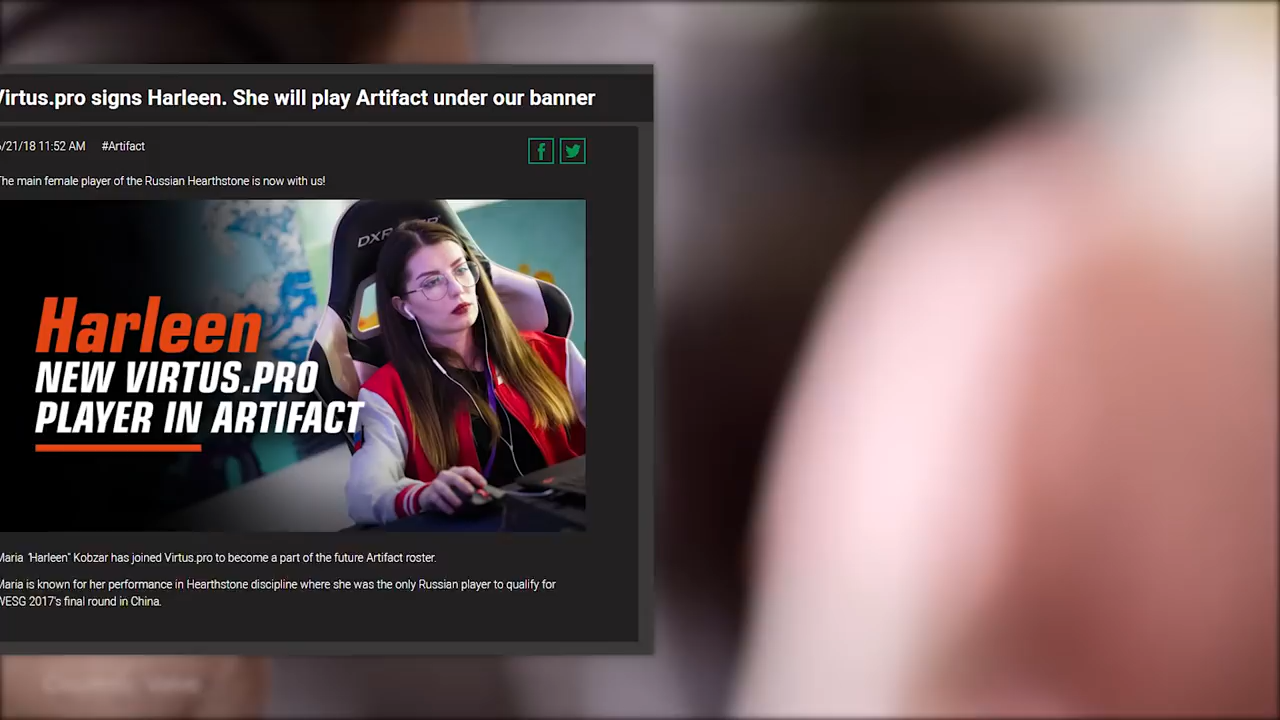 Virtus.pro signs Harleen. She will play Artifact under our banner
/21/18 11:52 AM #Artifact
The main female player of the Russian Hearthstone is now with us!
Harleen
NEW VIRTUS.PRO
PLAYER IN ARTIFACT
Maria "Harleen" Kobzar has joined Virtus.pro to become a part of the future Artifact roster.
Maria is known for her performance in Hearthstone discipline where she was the only Russian player to qualify for
WESG 2017's final round in China.